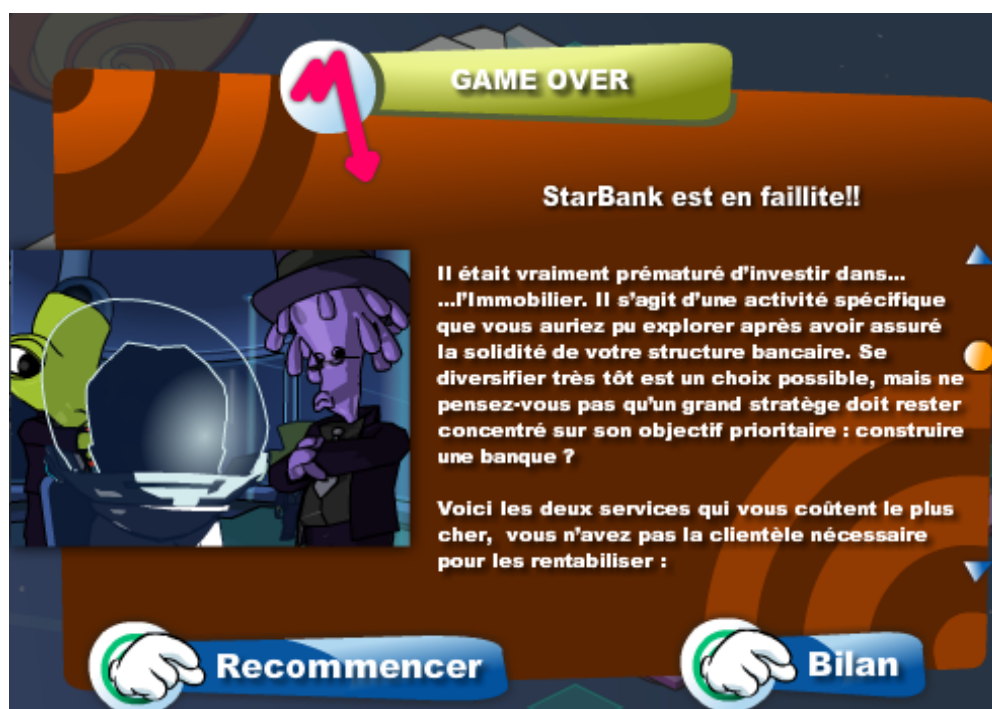 GAME OVER
StarBank est en faillite!!
Il était vraiment prématuré d'investir dans...
...l'Immobilier. Il s'agit d'une activité spécifique
que vous auriez pu explorer après avoir assuré
la solidité de votre structure bancaire. Se
diversifier très tôt est un choix possible, mais ne
pensez-vous pas qu'un grand stratège doit rester
concentré sur son objectif prioritaire : construire
une banque ?
Voici les deux services qui vous coûtent le plus
cher, vous n'avez pas la clientèle nécessaire
pour les rentabiliser :
Recommencer
Bilan